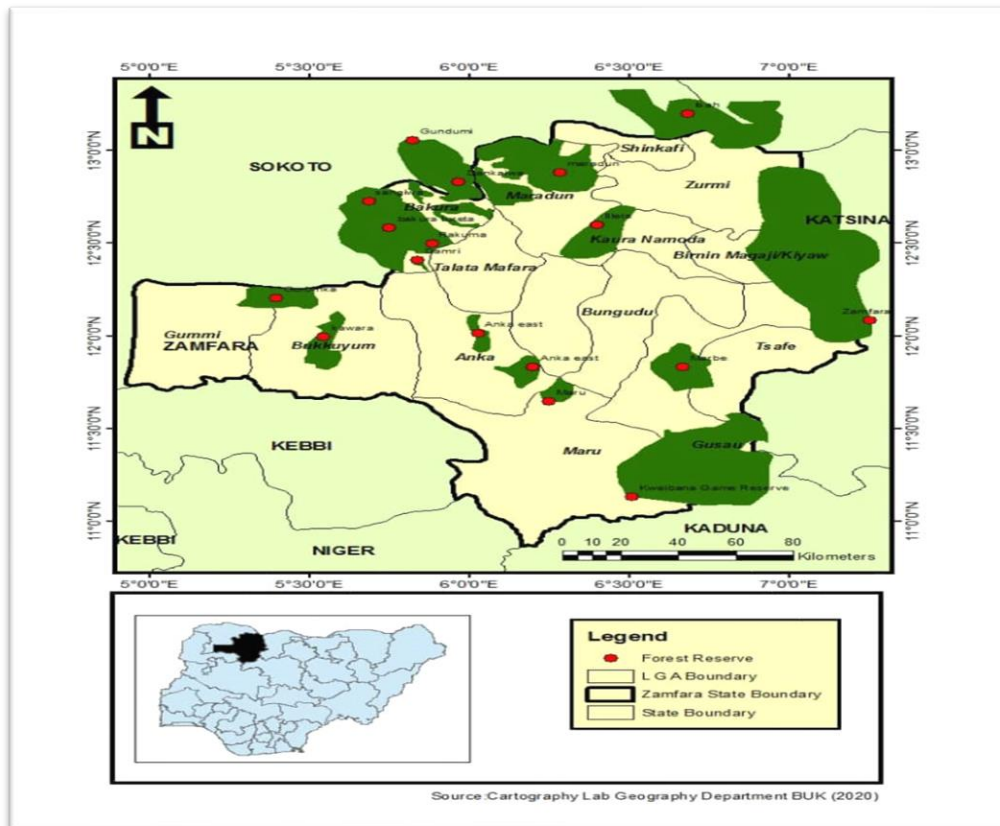 5°0'0"E 5°30'0"E 6°0'0"E 6°30'0"E 7°0'0"E
N
13°0'0"N
12°30'0"N
12°0'0"N
11°30'0"N
11°0'0"N
13°0'0"N
12°30'0"N
12°0'0"N
11°30'0"N
11°0'0"N
Gundumi
Shinkafi
SOKOTO
maradun
Zurmi
Maradun
Bakura
KATSINA
Kaura Namoda
Birnin Magaji/Kiyaw
Talata Mafara
Zamfara
Bungudu
Gummi
ZAMFARA
Bukkuyum
Anka east
Anka
Anka east
Tsafe
Maru
KEBBI
Maru
Gusau
Game Reserve
KADUNA
KEBBI
NIGER
0 10 20 40 60 80
Kilometers
5°0'0"E 5°30'0"E 6°0'0"E 6°30'0"E 7°0'0"E
Legend
Forest Reserve
LGA Boundary
Zamfara State Boundary
State Boundary
Source:Cartography Lab Geography Department BUK (2020)